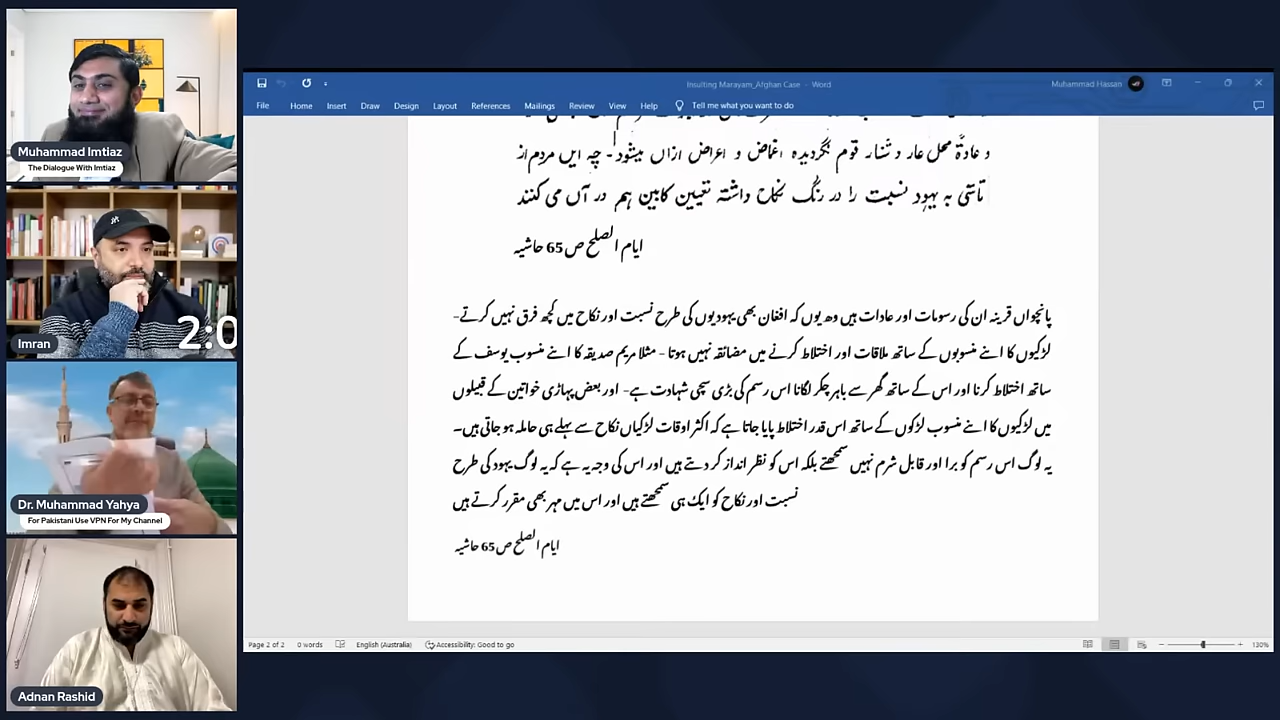 Muhammad Imtiaz
The Dialogue With Imtiaz
Imran
2:0
Dr. Muhammad Yahya
For Pakistani Use VPN For My Channel
Adnan Rashid
Insulting Marayam_Afghan Case - Word
Muhammad Hassan
File Home Insert Draw Design Layout References Mailings Review View Help Tell me what you want to do
و عادۃً محل عار و شنار قوم نگردیدہ اغماض و اعراض ازاں میشود۔ چہ ایں مردم از
تاسّی بہ یہود نسبت را در رنگ نکاح داشتہ تعیین کابین ہم در آں می کنند
ایام الصلح ص 65 حاشیہ
پانچواں قرینہ ان کی رسومات اور عادات ہیں وہ یوں کہ افغان بھی یہودیوں کی طرح نسبت اور نکاح میں کچھ فرق نہیں کرتے-
لڑکیوں کا اپنے منسوبوں کے ساتھ ملاقات اور اختلاط کرنے میں مضائقہ نہیں ہوتا - مثلا مریم صدیقہ کا اپنے منسوب یوسف کے
ساتھ اختلاط کرنا اور اس کے ساتھ گھر سے باہر چکر لگانا اس رسم کی بڑی سچی شہادت ہے- اور بعض پہاڑی خواتین کے قبیلوں
میں لڑکیوں کا اپنے منسوب لڑکوں کے ساتھ اس قدر اختلاط پایا جاتا ہے کہ اکثر اوقات لڑکیاں نکاح سے پہلے ہی حاملہ ہو جاتی ہیں۔
یہ لوگ اس رسم کو برا اور قابل شرم نہیں سمجھتے بلکہ اس کو نظر انداز کر دتے ہیں اور اس کی وجہ یہ ہے کہ یہ لوگ یہود کی طرح
نسبت اور نکاح کو ایک ہی سمجھتے ہیں اور اس میں مہر بھی مقرر کرتے ہیں
ایام الصلح ص 65 حاشیہ
Page 2 of 2 0 words English (Australia) Accessibility: Good to go 130%